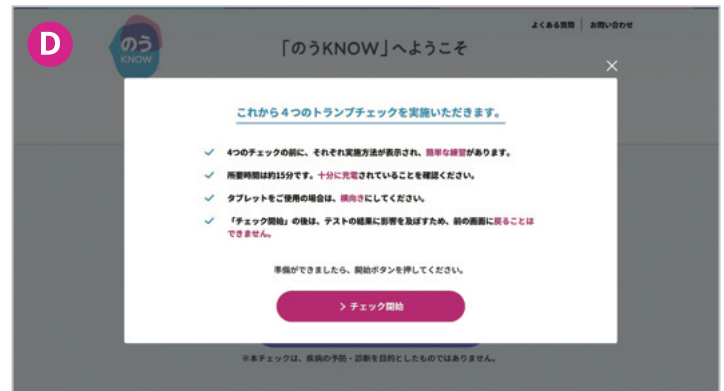 D
のう
KNOW
よくある質問
お問い合わせ
「のうKNOW」へようこそ
これから4つのトランプチェックを実施いただきます。
4つのチェックの前に、それぞれ実施方法が表示され、簡単な練習があります。
所要時間は約15分です。十分に充電されていることを確認ください。
タブレットをご使用の場合は、横向きにしてください。
「チェック開始」の後は、テストの結果に影響を及ぼすため、前の画面に戻ることは
できません。
準備ができましたら、開始ボタンを押してください。
> チェック開始
※本チェックは、疾病の予防・診断を目的としたものではありません。